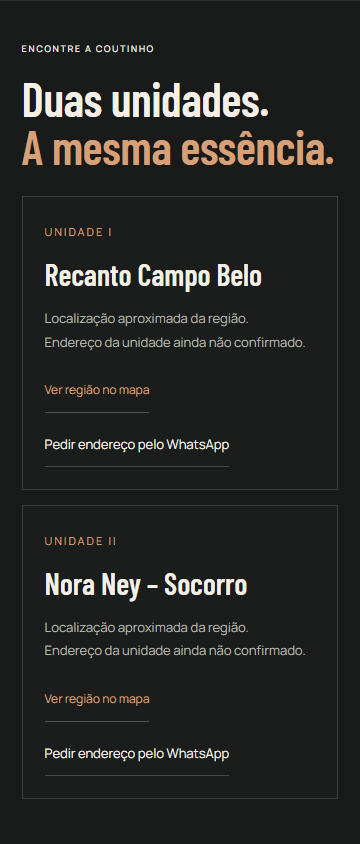 ENCONTRE A COUTINHO
Duas unidades.
A mesma essência.
UNIDADE I
Recanto Campo Belo
Localização aproximada da região.
Endereço da unidade ainda não confirmado.
Ver região no mapa
Pedir endereço pelo WhatsApp
UNIDADE II
Nora Ney – Socorro
Localização aproximada da região.
Endereço da unidade ainda não confirmado.
Ver região no mapa
Pedir endereço pelo WhatsApp